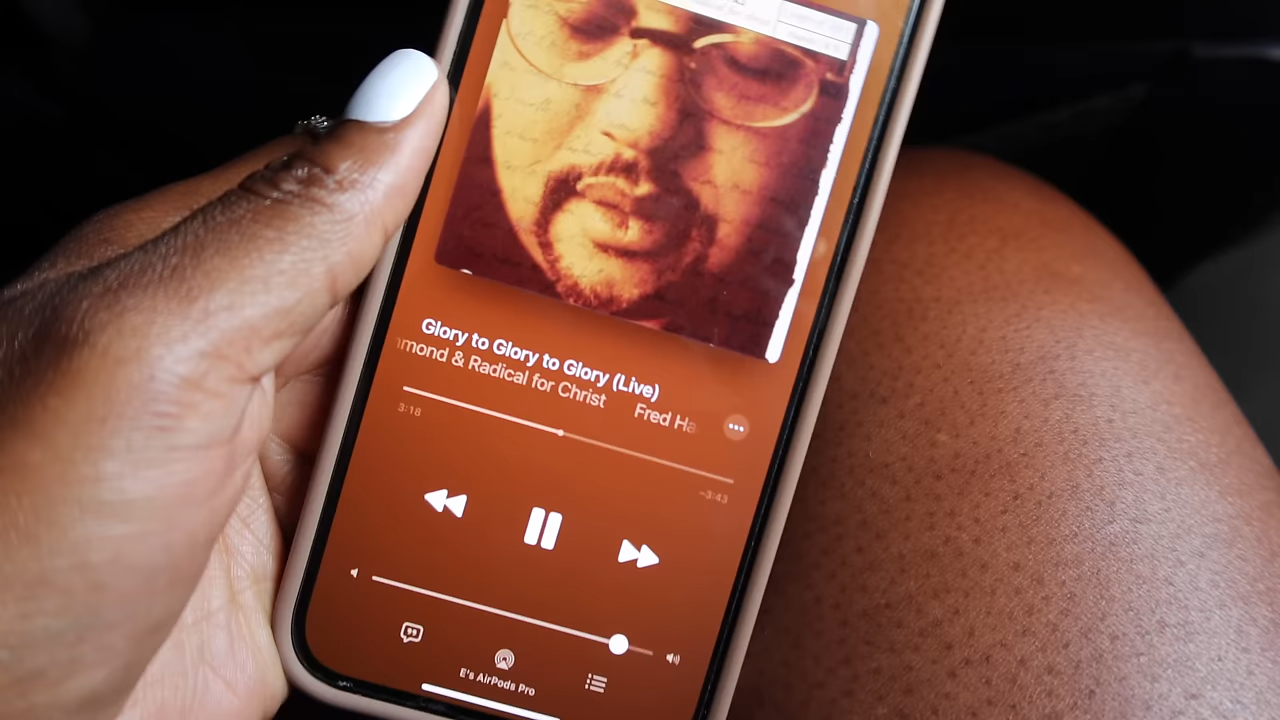 Glory to Glory to Glory (Live)
mond & Radical for Christ Fred Ha
3:18
-3:43
E's AirPods Pro